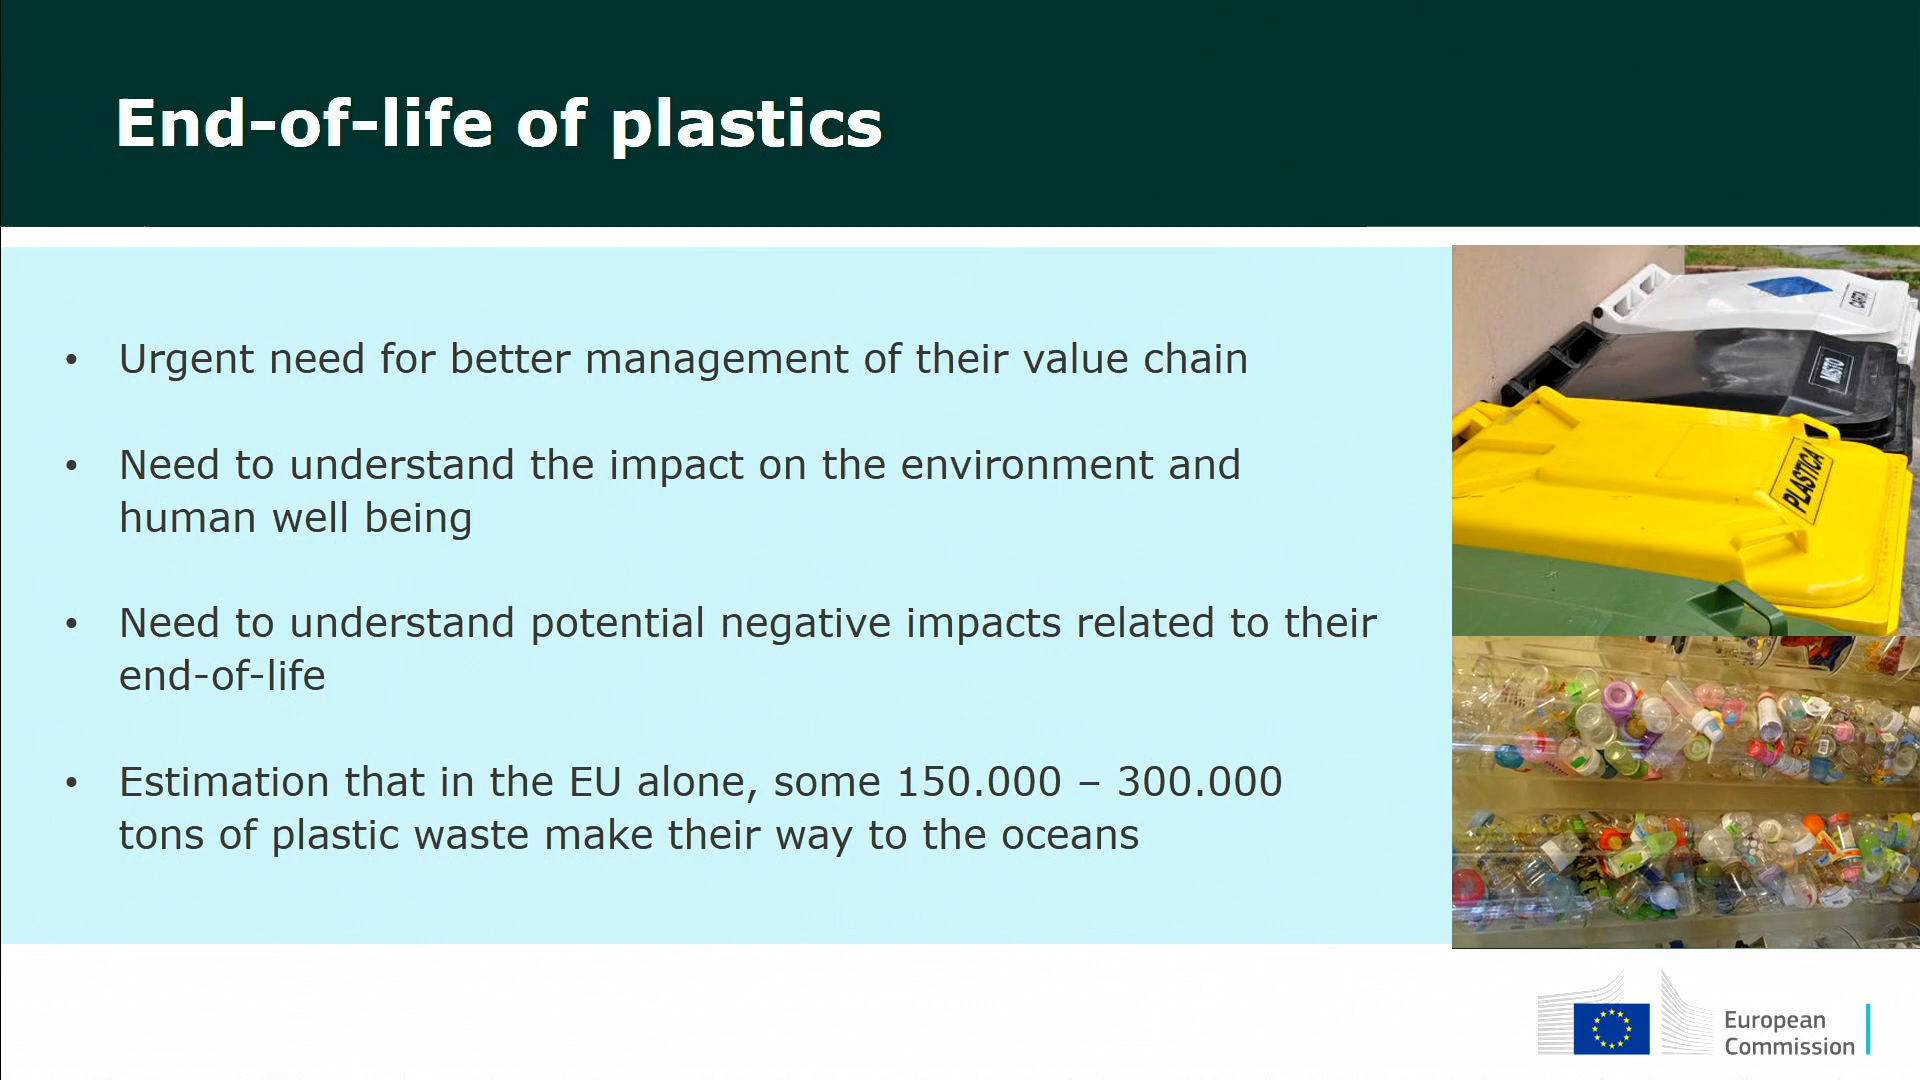 End-of-life of plastics
• Urgent need for better management of their value chain
• Need to understand the impact on the environment and
human well being
• Need to understand potential negative impacts related to their
end-of-life
• Estimation that in the EU alone, some 150.000 – 300.000
tons of plastic waste make their way to the oceans
CARTA
MISTO
PLASTICA
European
Commission